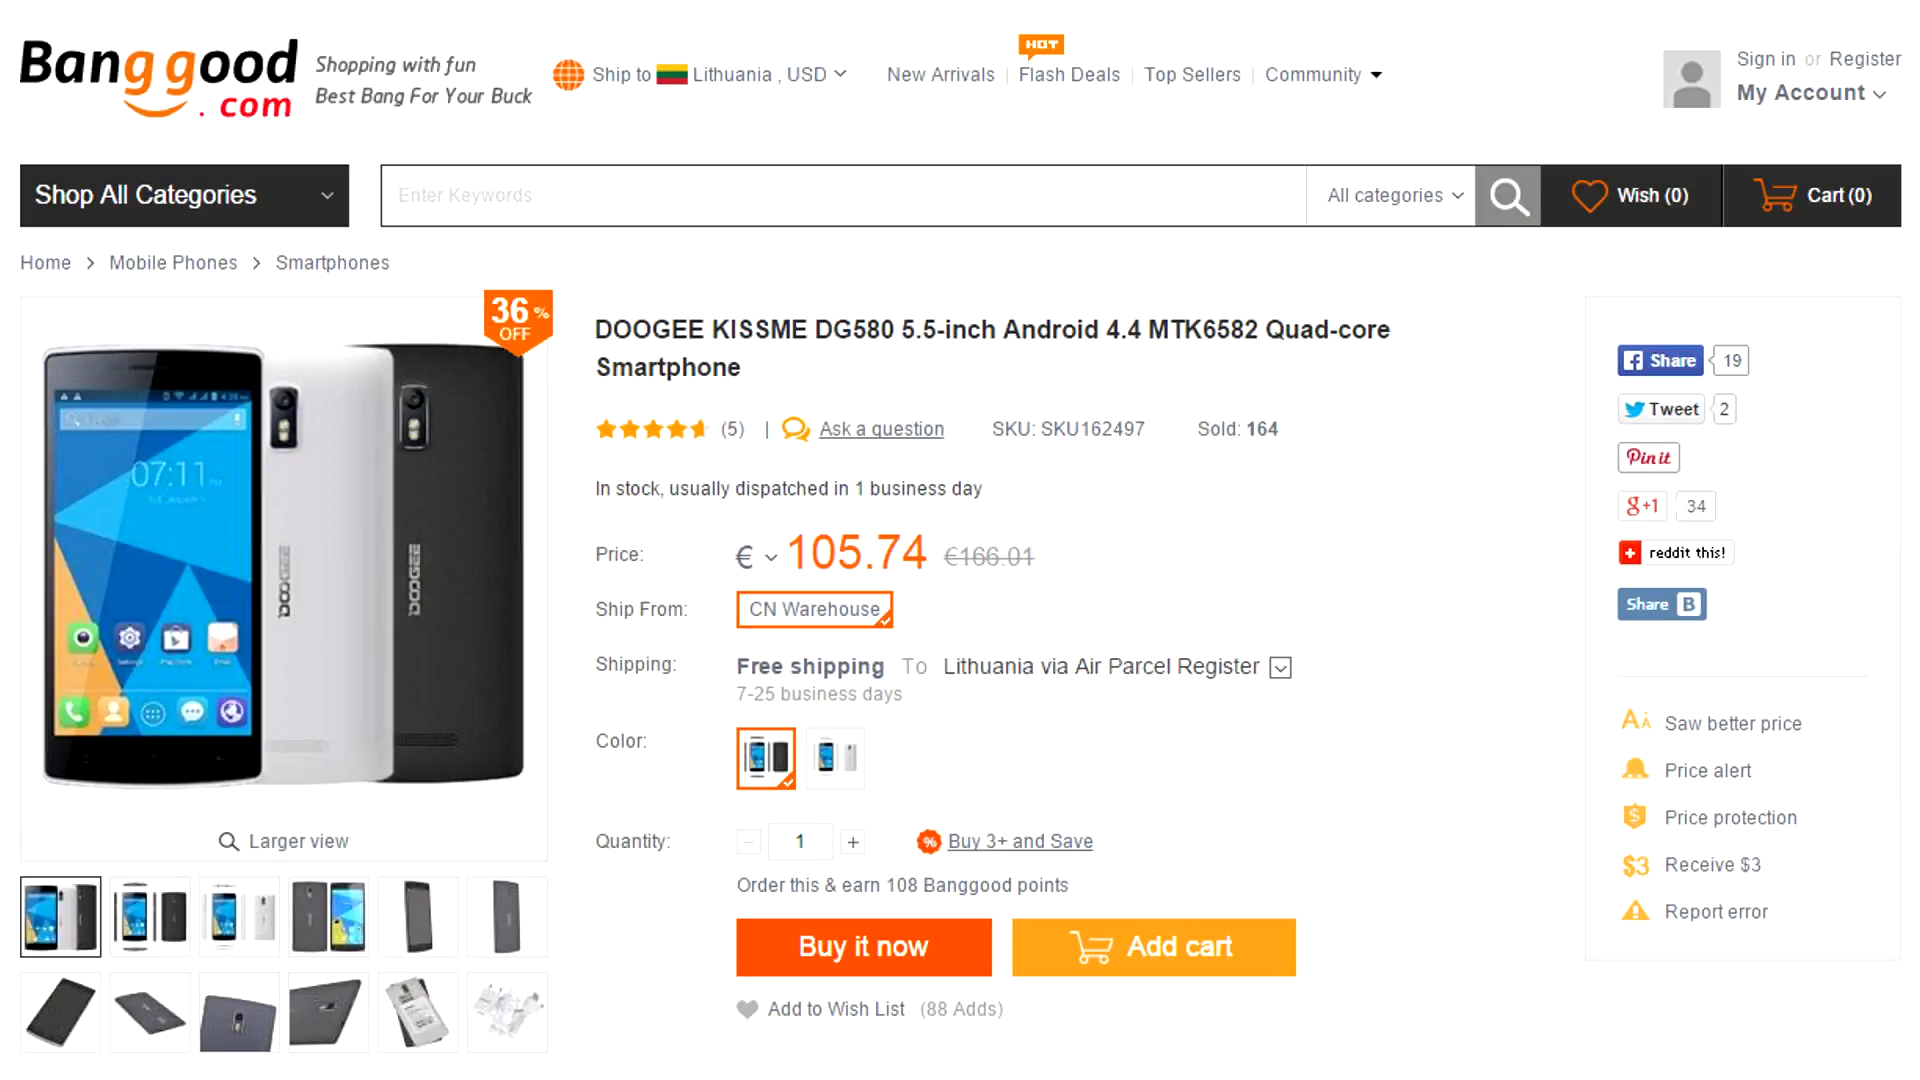 Banggood
.com
Shopping with fun
Best Bang For Your Buck
Ship to Lithuania , USD
New Arrivals
HOT
Flash Deals
Top Sellers
Community
Sign in or Register
My Account
Shop All Categories
Enter Keywords
All categories
Wish (0)
Cart (0)
Home > Mobile Phones > Smartphones
36 %
OFF
07:11
DOOGEE
DOOGEE
Larger view
DOOGEE KISSME DG580 5.5-inch Android 4.4 MTK6582 Quad-core
Smartphone
(5) | Ask a question SKU: SKU162497 Sold: 164
In stock, usually dispatched in 1 business day
Price: € 105.74 €166.01
Ship From: CN Warehouse
Shipping: Free shipping To Lithuania via Air Parcel Register
7-25 business days
Color:
Quantity: - 1 + % Buy 3+ and Save
Order this & earn 108 Banggood points
Buy it now
Add cart
Add to Wish List (88 Adds)
Share 19
Tweet 2
Pin it
g+1 34
reddit this!
Share B
Saw better price
Price alert
$ Price protection
$3 Receive $3
Report error